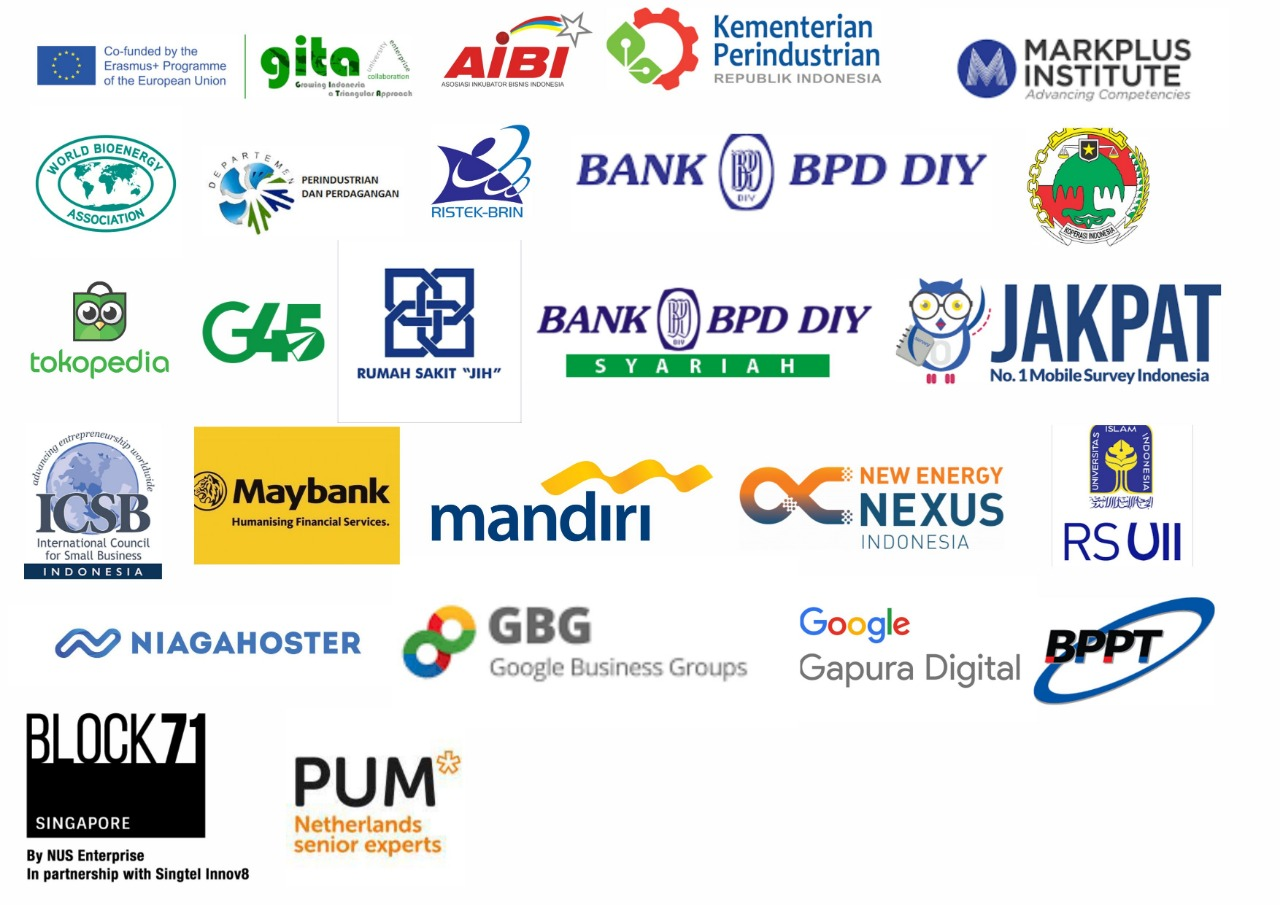 Co-funded by the
Erasmus+ Programme
of the European Union
gita
university
enterprise
collaboration
Growing Indonesia
a Triangular Approach
AiBI
ASOSIASI INKUBATOR BISNIS INDONESIA
Kementerian
Perindustrian
REPUBLIK INDONESIA
MARKPLUS
INSTITUTE
Advancing Competencies
WORLD BIOENERGY
ASSOCIATION
DEPARTEMEN
PERINDUSTRIAN
DAN PERDAGANGAN
RISTEK-BRIN
BANK BPD DIY
DIY
KOPERASI INDONESIA
tokopedia
G45
RUMAH SAKIT "JIH"
BANK BPD DIY
DIY
SYARIAH
survey
JAKPAT
No. 1 Mobile Survey Indonesia
advancing entrepreneurship worldwide
ICSB
International Council
for Small Business
INDONESIA
Maybank
Humanising Financial Services.
mandiri
NEW ENERGY
NEXUS
INDONESIA
UNIVERSITAS
ISLAM
INDONESIA
RS UII
NIAGAHOSTER
GBG
Google Business Groups
Google
Gapura Digital
BPPT
BLOCK71
SINGAPORE
By NUS Enterprise
In partnership with Singtel Innov8
PUM
Netherlands
senior experts